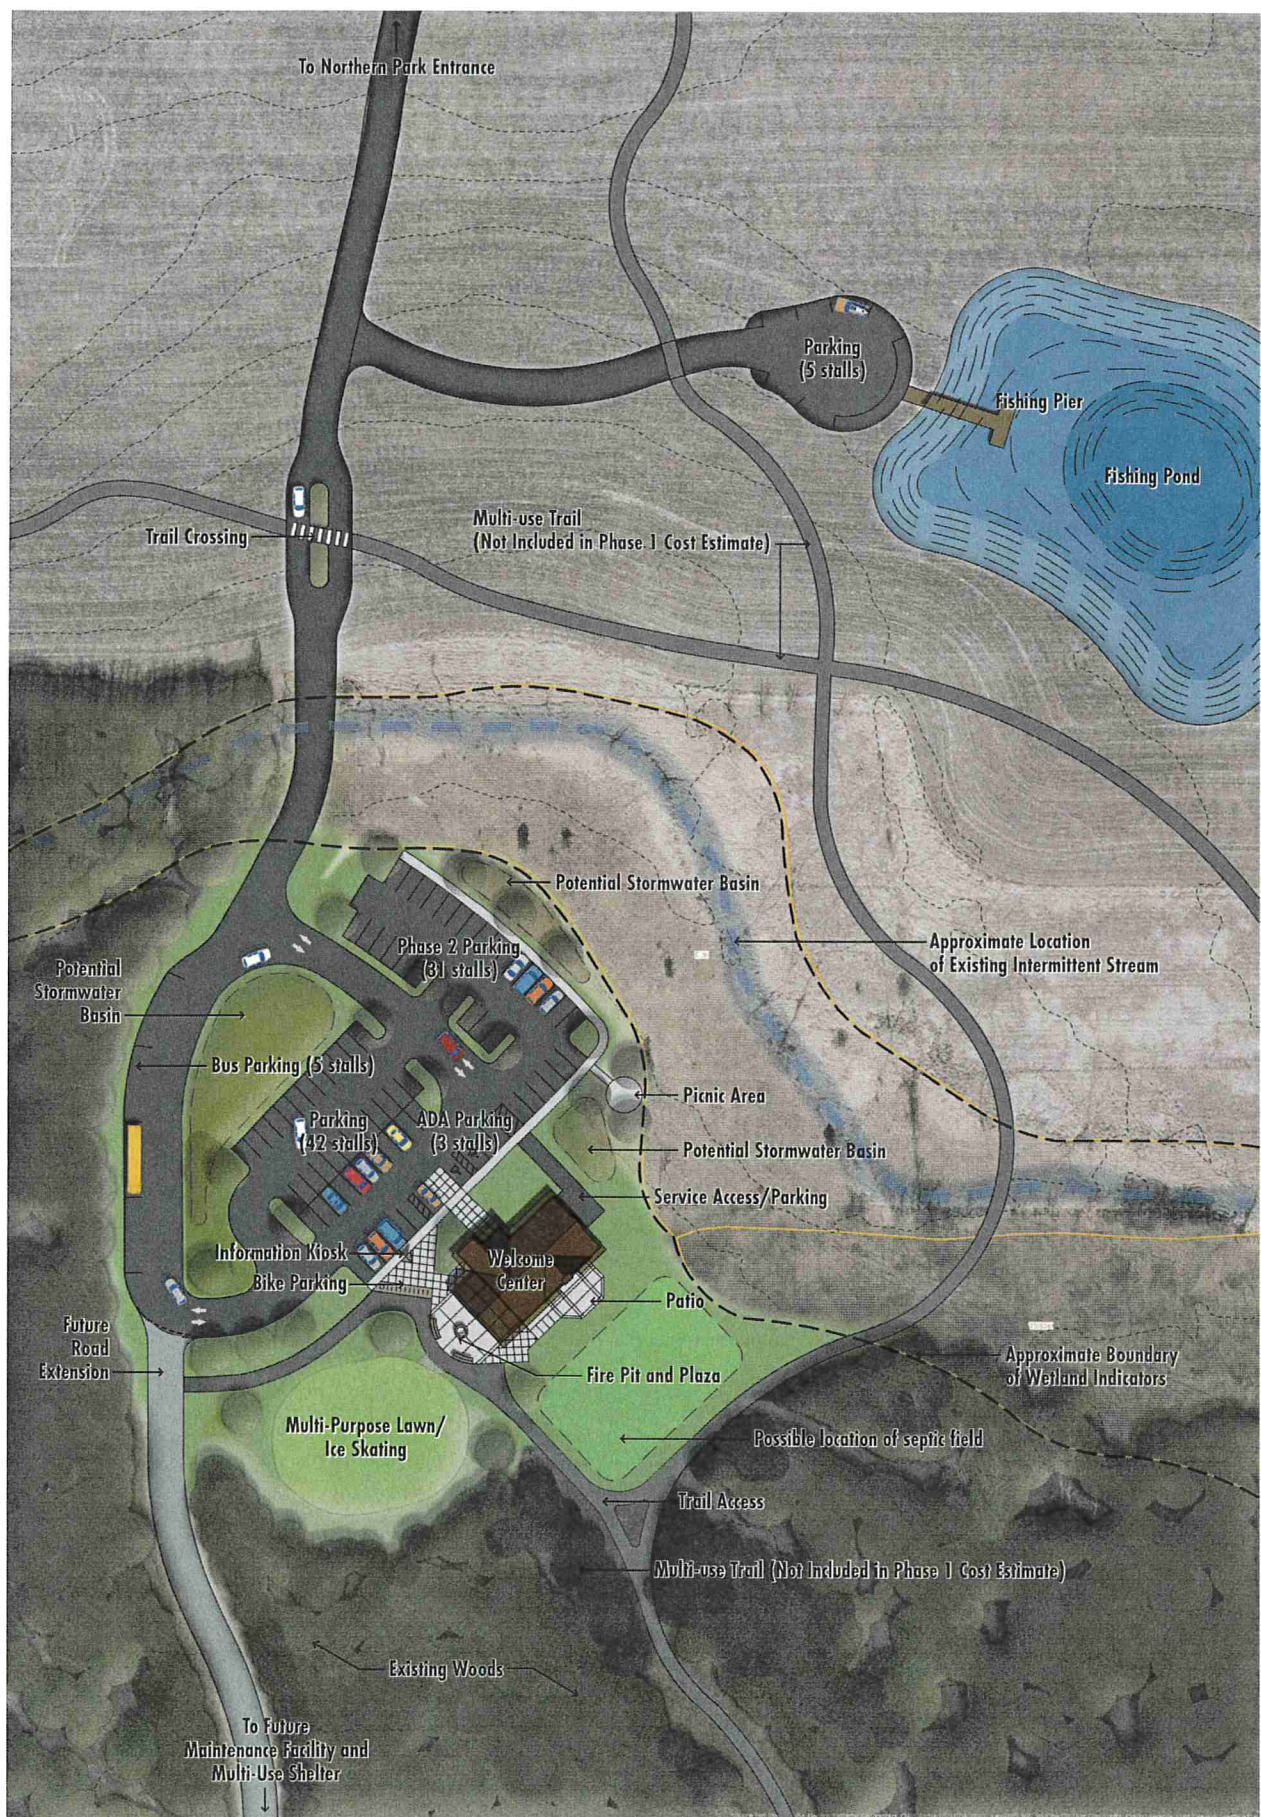 To Northern Park Entrance
Parking
(5 stalls)
Fishing Pier
Fishing Pond
Multi-use Trail
(Not Included in Phase 1 Cost Estimate)
Trail Crossing
Potential Stormwater Basin
Phase 2 Parking
(31 stalls)
Approximate Location
of Existing Intermittent Stream
Potential
Stormwater
Basin
Bus Parking (5 stalls)
Picnic Area
Parking
(42 stalls)
ADA Parking
(3 stalls)
Potential Stormwater Basin
Service Access/Parking
Information Kiosk
Bike Parking
Welcome
Center
Patio
Future
Road
Extension
Approximate Boundary
of Wetland Indicators
Fire Pit and Plaza
Multi-Purpose Lawn/
Ice Skating
Possible location of septic field
Trail Access
Multi-use Trail (Not Included in Phase 1 Cost Estimate)
Existing Woods
To Future
Maintenance Facility and
Multi-Use Shelter